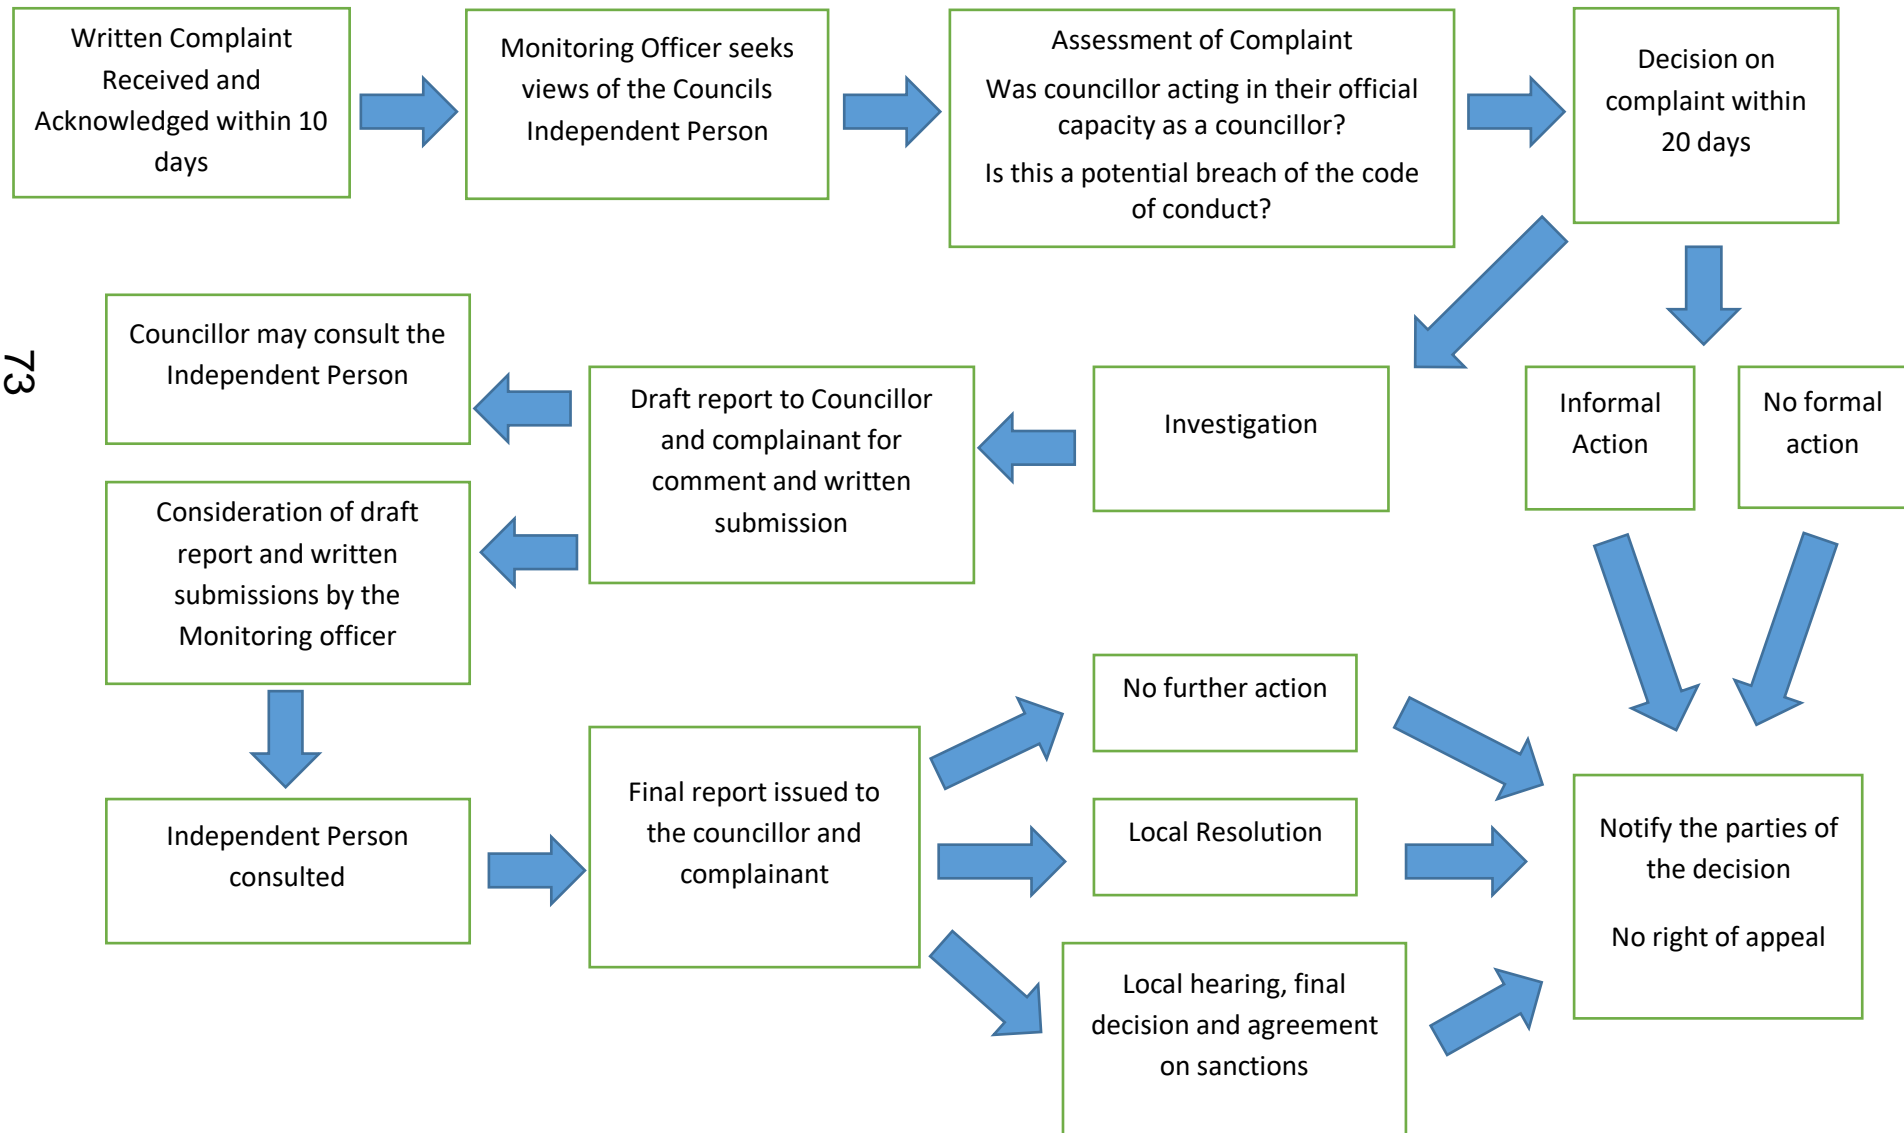 Written Complaint
Received and
Acknowledged within 10
days
Monitoring Officer seeks
views of the Councils
Independent Person
Assessment of Complaint
Was councillor acting in their official
capacity as a councillor?
Is this a potential breach of the code
of conduct?
Decision on
complaint within
20 days
Councillor may consult the
Independent Person
Draft report to Councillor
and complainant for
comment and written
submission
Investigation
Informal
Action
No formal
action
73
Consideration of draft
report and written
submissions by the
Monitoring officer
Independent Person
consulted
Final report issued to
the councillor and
complainant
No further action
Local Resolution
Local hearing, final
decision and agreement
on sanctions
Notify the parties of
the decision
No right of appeal